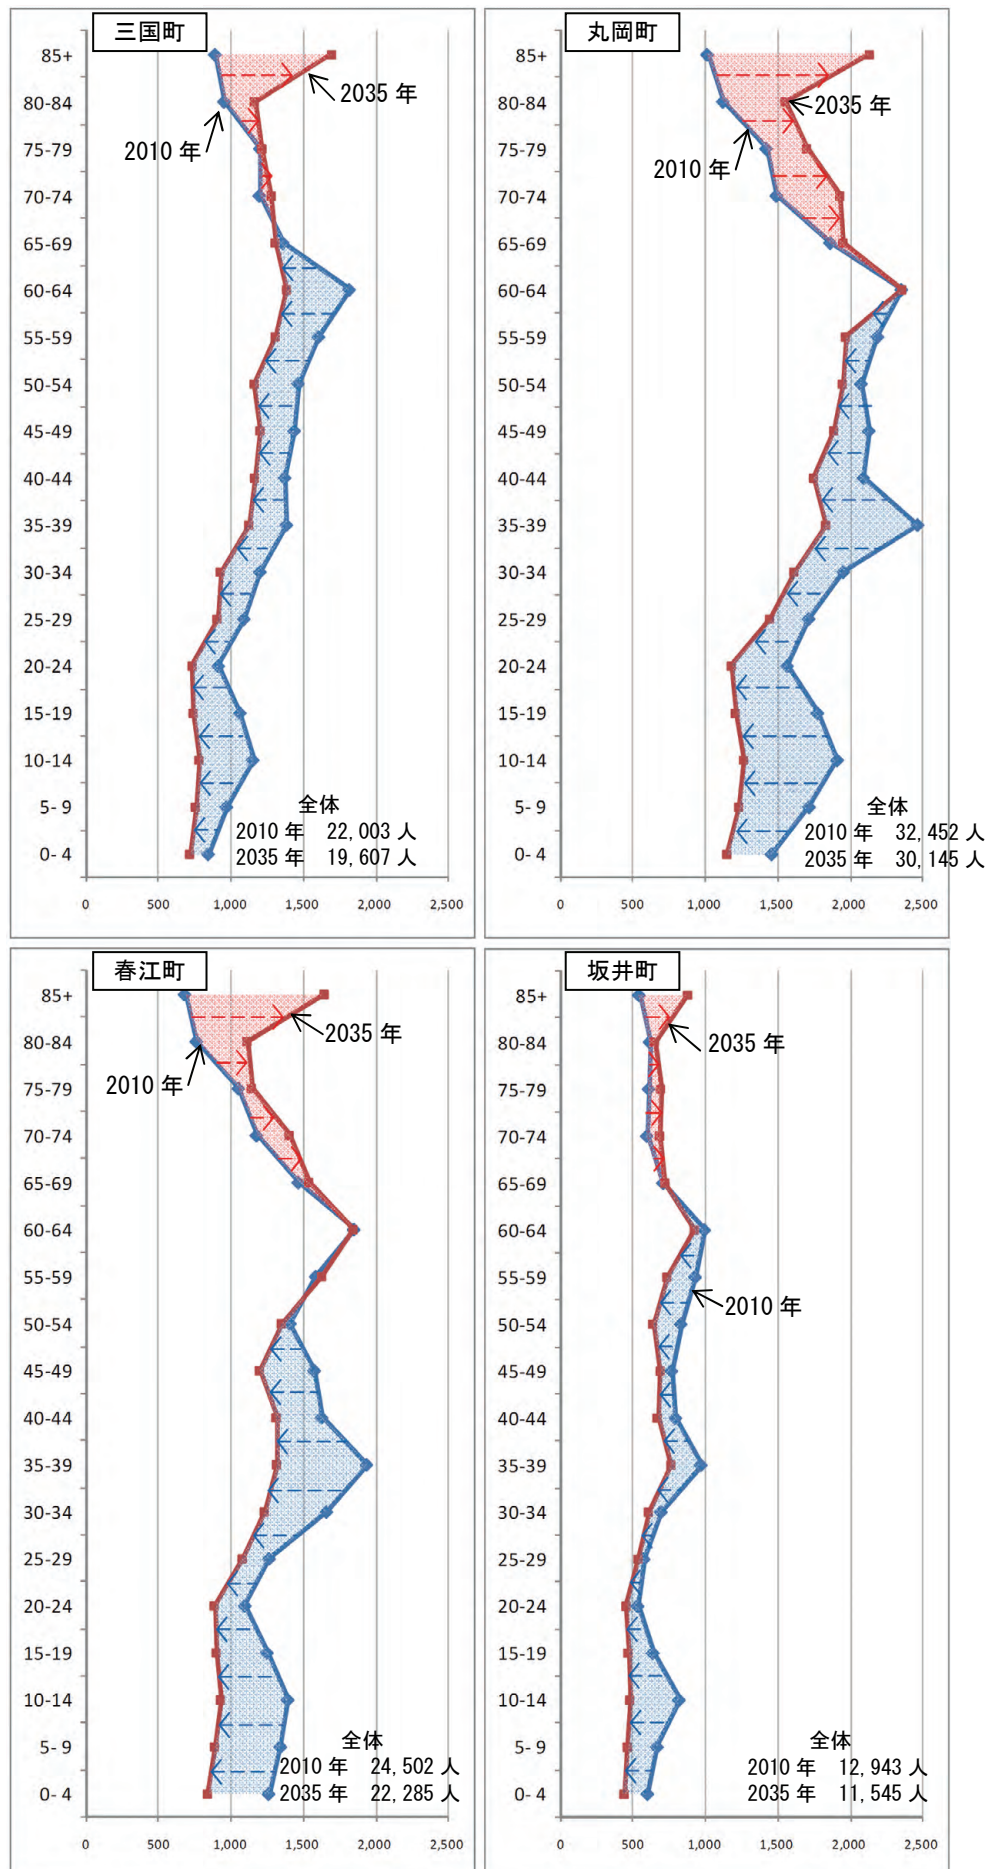 三国町
85+
80-84
75-79
70-74
65-69
60-64
55-59
50-54
45-49
40-44
35-39
30-34
25-29
20-24
15-19
10-14
5- 9
0- 4
2035 年
2010 年
全体
2010 年 22,003 人
2035 年 19,607 人
0 500 1,000 1,500 2,000 2,500
丸岡町
85+
80-84
75-79
70-74
65-69
60-64
55-59
50-54
45-49
40-44
35-39
30-34
25-29
20-24
15-19
10-14
5- 9
0- 4
2035 年
2010 年
全体
2010 年 32,452 人
2035 年 30,145 人
0 500 1,000 1,500 2,000 2,500
春江町
85+
80-84
75-79
70-74
65-69
60-64
55-59
50-54
45-49
40-44
35-39
30-34
25-29
20-24
15-19
10-14
5- 9
0- 4
2035 年
2010 年
全体
2010 年 24,502 人
2035 年 22,285 人
0 500 1,000 1,500 2,000 2,500
坂井町
85+
80-84
75-79
70-74
65-69
60-64
55-59
50-54
45-49
40-44
35-39
30-34
25-29
20-24
15-19
10-14
5- 9
0- 4
2035 年
2010 年
全体
2010 年 12,943 人
2035 年 11,545 人
0 500 1,000 1,500 2,000 2,500